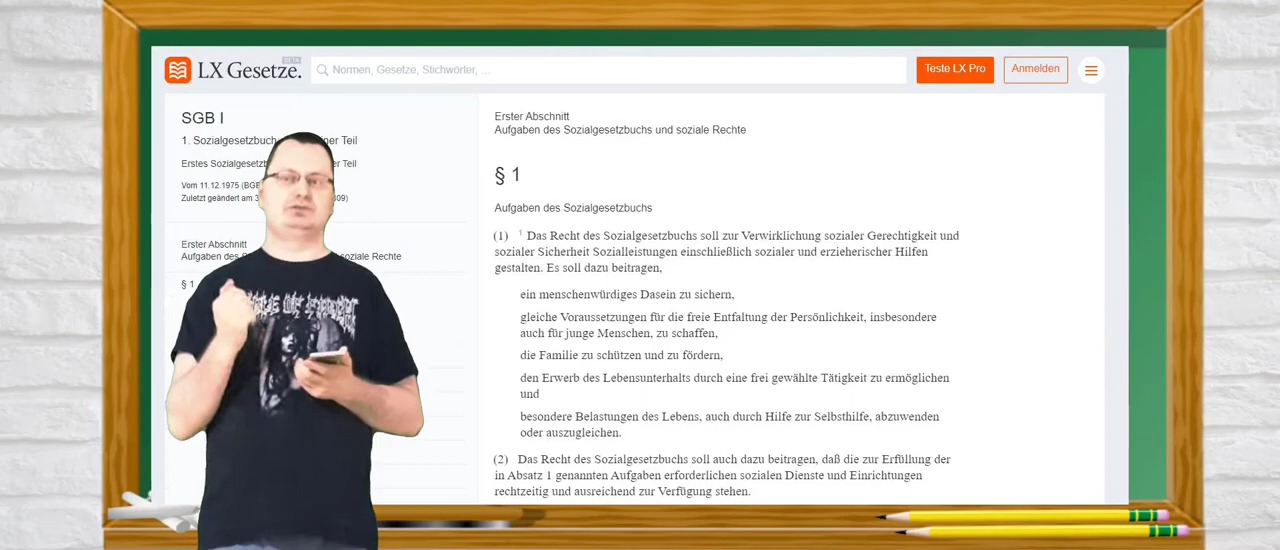 LX Gesetze.
BETA
Normen, Gesetze, Stichwörter, ...
Teste LX Pro
Anmelden
SGB I
1. Sozialgesetzbuch ner Teil
Erstes Sozialgesetzb er Teil
Vom 11.12.1975 (BGB
Zuletzt geändert am 3 09)
Erster Abschnitt
Aufgaben des S soziale Rechte
§ 1
Erster Abschnitt
Aufgaben des Sozialgesetzbuchs und soziale Rechte
§ 1
Aufgaben des Sozialgesetzbuchs
(1) 1 Das Recht des Sozialgesetzbuchs soll zur Verwirklichung sozialer Gerechtigkeit und
sozialer Sicherheit Sozialleistungen einschließlich sozialer und erzieherischer Hilfen
gestalten. Es soll dazu beitragen,
ein menschenwürdiges Dasein zu sichern,
gleiche Voraussetzungen für die freie Entfaltung der Persönlichkeit, insbesondere
auch für junge Menschen, zu schaffen,
die Familie zu schützen und zu fördern,
den Erwerb des Lebensunterhalts durch eine frei gewählte Tätigkeit zu ermöglichen
und
besondere Belastungen des Lebens, auch durch Hilfe zur Selbsthilfe, abzuwenden
oder auszugleichen.
(2) Das Recht des Sozialgesetzbuchs soll auch dazu beitragen, daß die zur Erfüllung der
in Absatz 1 genannten Aufgaben erforderlichen sozialen Dienste und Einrichtungen
rechtzeitig und ausreichend zur Verfügung stehen.